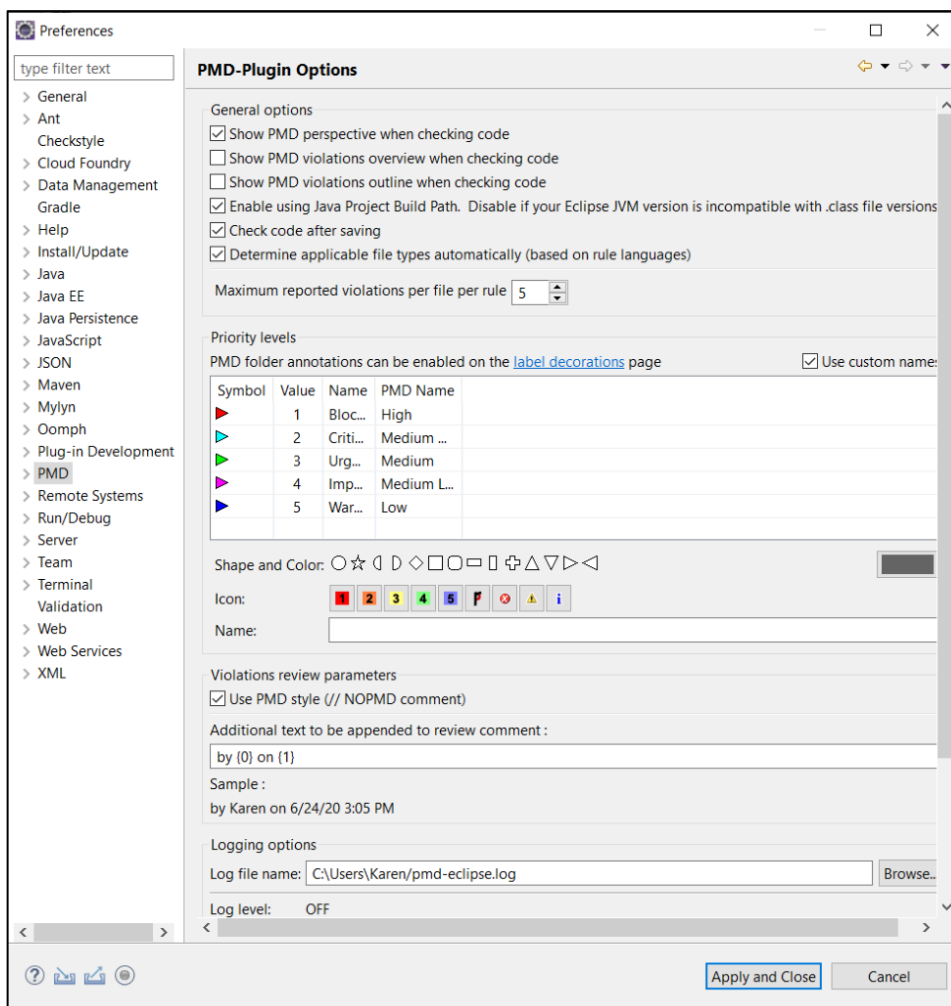 Preferences
type filter text
General
Ant
Checkstyle
Cloud Foundry
Data Management
Gradle
Help
Install/Update
Java
Java EE
Java Persistence
JavaScript
JSON
Maven
Mylyn
Oomph
Plug-in Development
PMD
Remote Systems
Run/Debug
Server
Team
Terminal
Validation
Web
Web Services
XML
PMD-Plugin Options
General options
Show PMD perspective when checking code
Show PMD violations overview when checking code
Show PMD violations outline when checking code
Enable using Java Project Build Path.  Disable if your Eclipse JVM version is incompatible with .class file versions
Check code after saving
Determine applicable file types automatically (based on rule languages)
Maximum reported violations per file per rule 5
Priority levels
PMD folder annotations can be enabled on the label decorations page Use custom name
Symbol Value Name PMD Name
1 Bloc... High
2 Criti... Medium ...
3 Urg... Medium
4 Imp... Medium L...
5 War... Low
Shape and Color:
Icon: 1 2 3 4 5
Name:
Violations review parameters
Use PMD style (// NOPMD comment)
Additional text to be appended to review comment :
by {0} on {1}
Sample :
by Karen on 6/24/20 3:05 PM
Logging options
Log file name: C:\Users\Karen/pmd-eclipse.log Browse..
Log level: OFF
Apply and Close Cancel